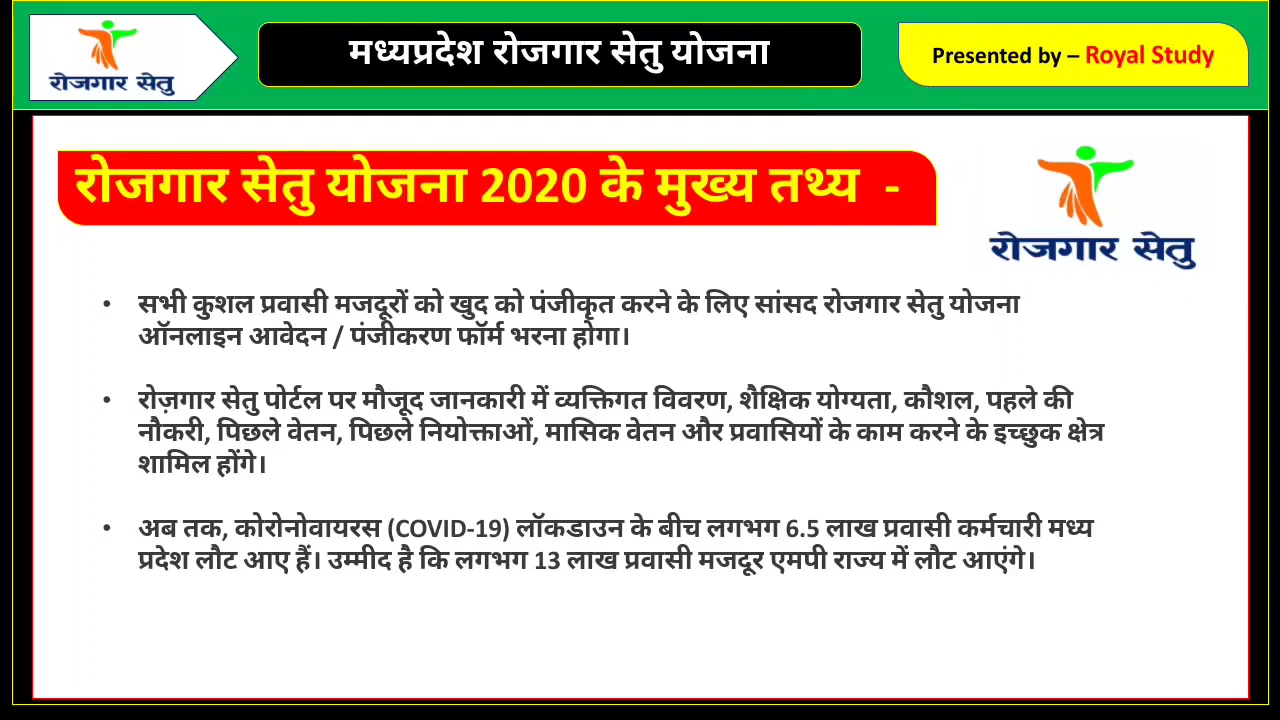 रोजगार सेतु
मध्यप्रदेश रोजगार सेतु योजना
Presented by – Royal Study
रोजगार सेतु योजना 2020 के मुख्य तथ्य -
रोजगार सेतु
• सभी कुशल प्रवासी मजदूरों को खुद को पंजीकृत करने के लिए सांसद रोजगार सेतु योजना
ऑनलाइन आवेदन / पंजीकरण फॉर्म भरना होगा।
• रोज़गार सेतु पोर्टल पर मौजूद जानकारी में व्यक्तिगत विवरण, शैक्षिक योग्यता, कौशल, पहले की
नौकरी, पिछले वेतन, पिछले नियोक्ताओं, मासिक वेतन और प्रवासियों के काम करने के इच्छुक क्षेत्र
शामिल होंगे।
• अब तक, कोरोनोवायरस (COVID-19) लॉकडाउन के बीच लगभग 6.5 लाख प्रवासी कर्मचारी मध्य
प्रदेश लौट आए हैं। उम्मीद है कि लगभग 13 लाख प्रवासी मजदूर एमपी राज्य में लौट आएंगे।